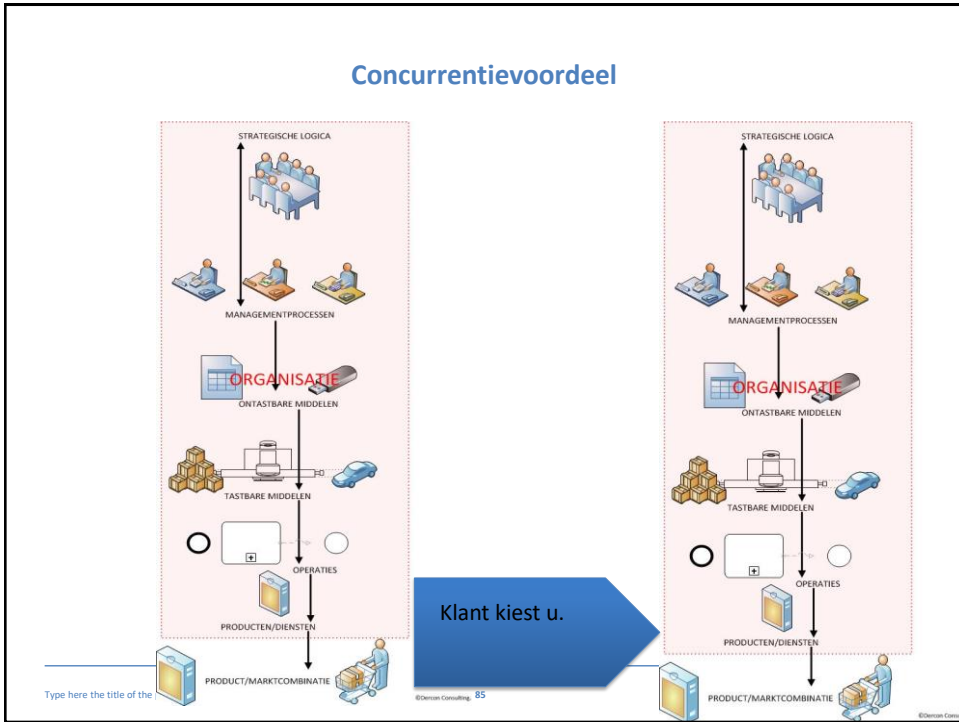 Concurrentievoordeel
STRATEGISCHE LOGICA
MANAGEMENTPROCESSEN
ORGANISATIE
ONTASTBARE MIDDELEN
TASTBARE MIDDELEN
OPERATIES
PRODUCTEN/DIENSTEN
PRODUCT/MARKTCOMBINATIE
Klant kiest u.
STRATEGISCHE LOGICA
MANAGEMENTPROCESSEN
ORGANISATIE
ONTASTBARE MIDDELEN
TASTBARE MIDDELEN
OPERATIES
PRODUCTEN/DIENSTEN
PRODUCT/MARKTCOMBINATIE
Type here the title of the
©Dercon Consulting, 85
©Dercon Consu